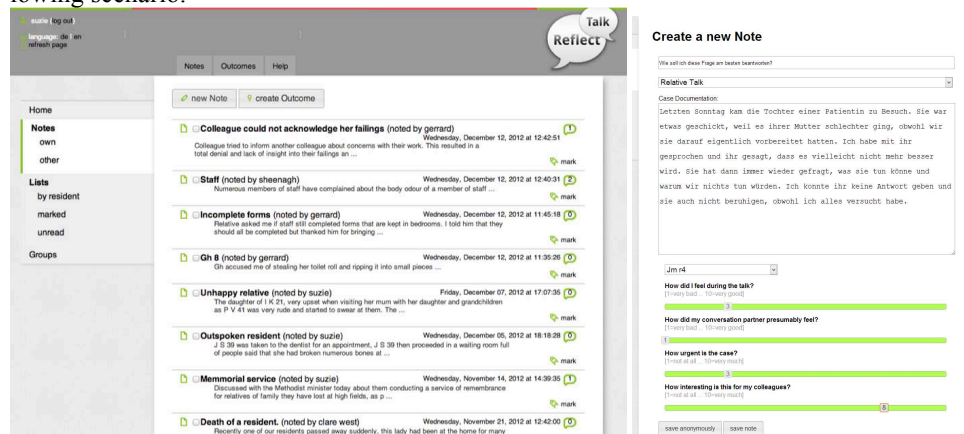 lowing scenario:
suzie (log out)
language: de / en
refresh page
Talk
Reflect
Notes Outcomes Help
new Note create Outcome
Home
Notes
own
other
Lists
by resident
marked
unread
Groups
Colleague could not acknowledge her failings (noted by gerrard) 1
Wednesday, December 12, 2012 at 12:42:51
Colleague tried to inform another colleague about concerns with their work. This resulted in a
total denial and lack of insight into their failings an ...
mark
Staff (noted by sheenagh) Wednesday, December 12, 2012 at 12:40:31 2
Numerous members of staff have complained about the body odour of a member of staff ...
mark
Incomplete forms (noted by gerrard) Wednesday, December 12, 2012 at 11:45:18 0
Relative asked me if staff still completed forms that are kept in bedrooms. I told him that they
should all be completed but thanked him for bringing ...
mark
Gh 8 (noted by gerrard) Wednesday, December 12, 2012 at 11:35:26 0
Gh accused me of stealing her toilet roll and ripping it into small pieces ...
mark
Unhappy relative (noted by suzie) Friday, December 07, 2012 at 17:07:35 0
The daughter of I K 21, very upset when visiting her mum with her daughter and grandchildren
as P V 41 was very rude and started to swear at them. The ...
mark
Outspoken resident (noted by suzie) Wednesday, December 05, 2012 at 18:18:28 0
J S 39 was taken to the dentist for an appointment, J S 39 then proceeded in a waiting room full
of people said that she had broken numerous bones at ...
mark
Memmorial service (noted by suzie) Wednesday, November 14, 2012 at 14:39:35 1
Discussed with the Methodist minister today about them conducting a service of remembrance
for relatives of family they have lost at high fields, as p ...
mark
Death of a resident. (noted by clare west) Wednesday, November 21, 2012 at 12:42:00 0
Recently one of our residents passed away suddenly, this lady had been at the home for many
Create a new Note
Wie soll ich diese Frage am besten beantworten?
Relative Talk
Case Documentation:
Letzten Sonntag kam die Tochter einer Patientin zu Besuch. Sie war
etwas geschickt, weil es ihrer Mutter schlechter ging, obwohl wir
sie darauf eigentlich vorbereitet hatten. Ich habe mit ihr
gesprochen und ihr gesagt, dass es vielleicht nicht mehr besser
wird. Sie hat dann immer wieder gefragt, was sie tun könne und
warum wir nichts tun würden. Ich konnte ihr keine Antwort geben und
sie auch nicht beruhigen, obwohl ich alles versucht habe.
Jm r4
How did I feel during the talk?
[1=very bad .. 10=very good]
3
How did my conversation partner presumably feel?
[1=very bad .. 10=very good]
1
How urgent is the case?
[1=not at all .. 10=very much]
3
How interesting is this for my colleagues?
[1=not at all .. 10=very much]
8
save anonymously save note